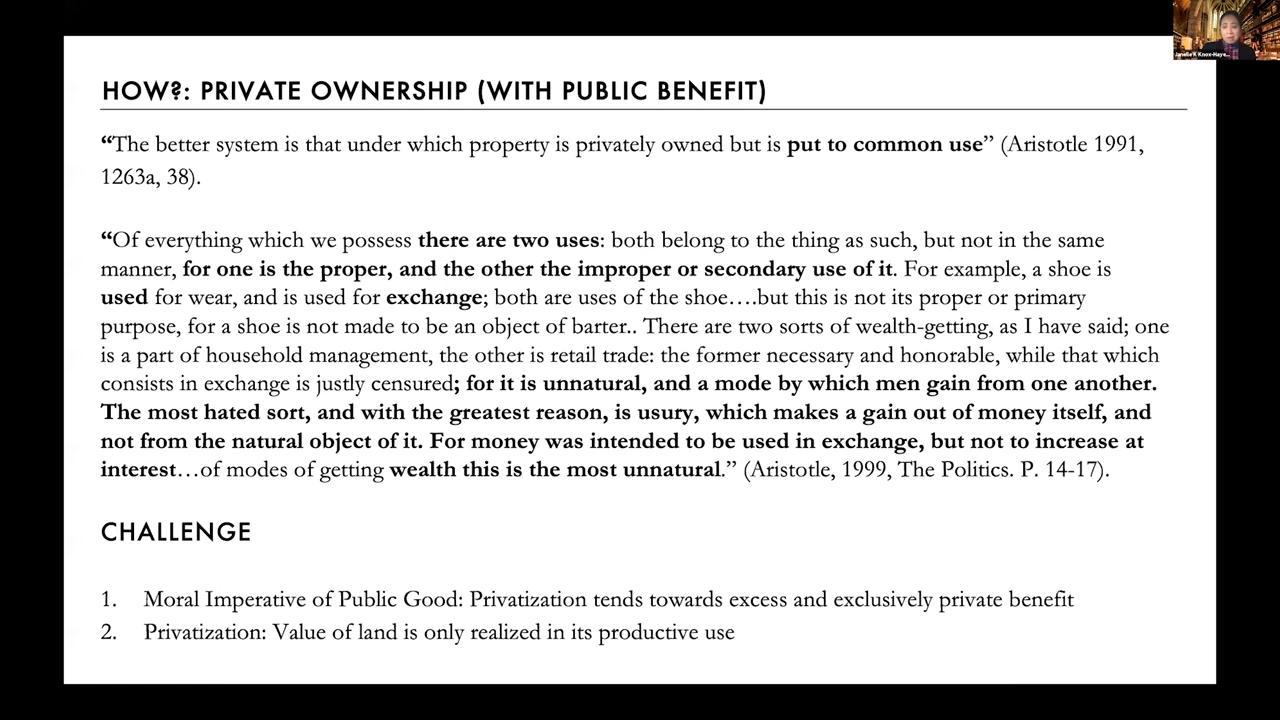 Janelle K Knox-Haye...
HOW?: PRIVATE OWNERSHIP (WITH PUBLIC BENEFIT)
“The better system is that under which property is privately owned but is put to common use” (Aristotle 1991,
1263a, 38).
“Of everything which we possess there are two uses: both belong to the thing as such, but not in the same
manner, for one is the proper, and the other the improper or secondary use of it. For example, a shoe is
used for wear, and is used for exchange; both are uses of the shoe….but this is not its proper or primary
purpose, for a shoe is not made to be an object of barter.. There are two sorts of wealth-getting, as I have said; one
is a part of household management, the other is retail trade: the former necessary and honorable, while that which
consists in exchange is justly censured; for it is unnatural, and a mode by which men gain from one another.
The most hated sort, and with the greatest reason, is usury, which makes a gain out of money itself, and
not from the natural object of it. For money was intended to be used in exchange, but not to increase at
interest…of modes of getting wealth this is the most unnatural.” (Aristotle, 1999, The Politics. P. 14-17).
CHALLENGE
1. Moral Imperative of Public Good: Privatization tends towards excess and exclusively private benefit
2. Privatization: Value of land is only realized in its productive use